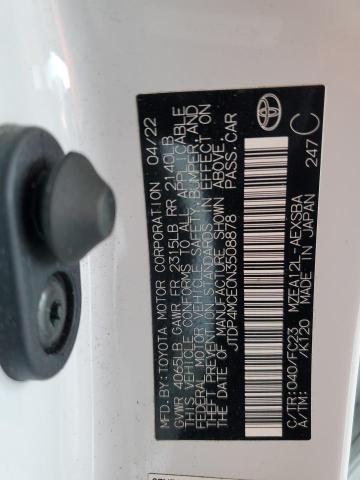 MFD.BY:TOYOTA MOTOR CORPORATION 04/22
GVWR 4065LB GAWR FR 2315LB RR 2140LB
THIS VEHICLE CONFORMS TO ALL APPLICABLE
FEDERAL MOTOR VEHICLE SAFETY,BUMPER,AND
THEFT PREVENTION STANDARDS IN EFFECT ON
THE DATE OF MANUFACTURE SHOWN ABOVE.
JTDP4MCE0N3508878 PASS.CAR
C/TR:040/FC23 MZEA12L-AEXSBA
A/TM: /K120 MADE IN JAPAN
247C